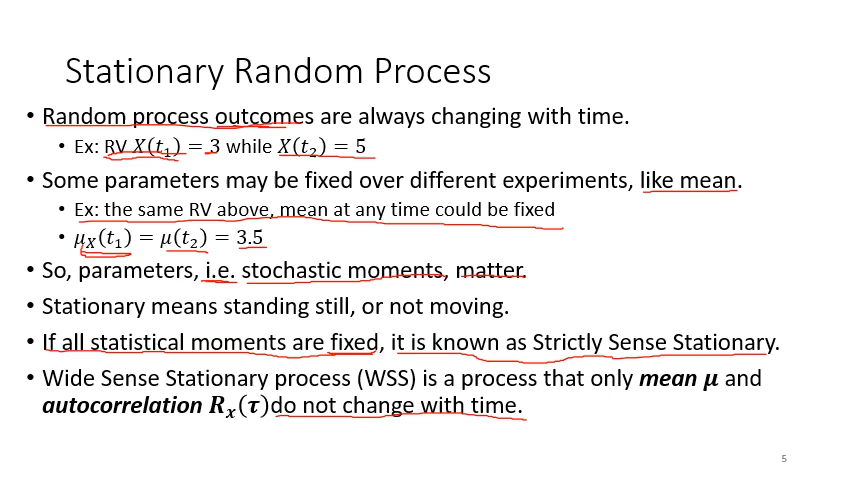 Stationary Random Process
• Random process outcomes are always changing with time.
• Ex: RV X(t₁) = 3 while X(t₂) = 5
• Some parameters may be fixed over different experiments, like mean.
• Ex: the same RV above, mean at any time could be fixed
• μ_X(t₁) = μ(t₂) = 3.5
• So, parameters, i.e. stochastic moments, matter.
• Stationary means standing still, or not moving.
• If all statistical moments are fixed, it is known as Strictly Sense Stationary.
• Wide Sense Stationary process (WSS) is a process that only mean μ and
autocorrelation R_x(τ) do not change with time.
5